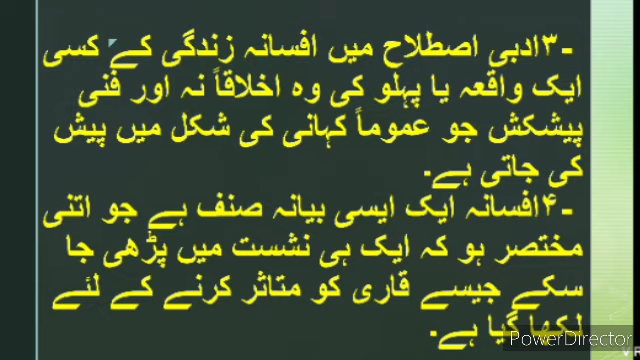 ۔۳ادبی اصطلاح میں افسانہ زندگی کے کسی
ایک واقعہ یا پہلو کی وہ اخلاقاً نہ اور فنی
پیشکش جو عموماً کہانی کی شکل میں پیش
کی جاتی ہے۔
۔۴افسانہ ایک ایسی بیانہ صنف ہے جو اتنی
مختصر ہو کہ ایک ہی نشست میں پڑھی جا
سکے جیسے قاری کو متاثر کرنے کے لئے
لکھا گیا ہے۔
PowerDirector